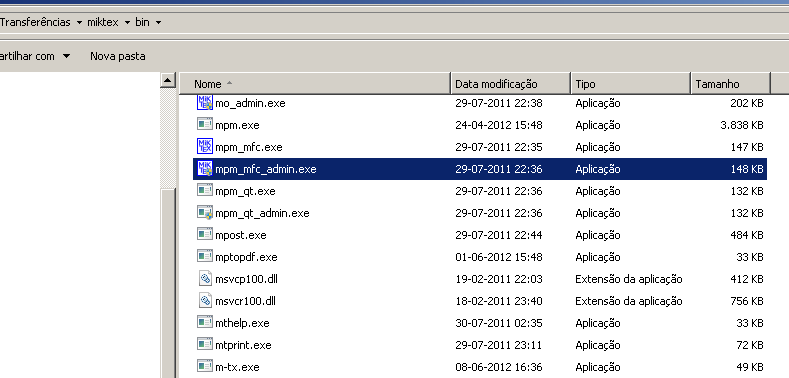 Transferências miktex bin
artilhar com Nova pasta
Nome Data modificação Tipo Tamanho
mo_admin.exe 29-07-2011 22:38 Aplicação 202 KB
mpm.exe 24-04-2012 15:48 Aplicação 3.838 KB
mpm_mfc.exe 29-07-2011 22:35 Aplicação 147 KB
mpm_mfc_admin.exe 29-07-2011 22:36 Aplicação 148 KB
mpm_qt.exe 29-07-2011 22:36 Aplicação 132 KB
mpm_qt_admin.exe 29-07-2011 22:36 Aplicação 132 KB
mpost.exe 29-07-2011 22:44 Aplicação 484 KB
mptopdf.exe 01-06-2012 15:48 Aplicação 33 KB
msvcp100.dll 19-02-2011 22:03 Extensão da aplicação 412 KB
msvcr100.dll 18-02-2011 23:40 Extensão da aplicação 756 KB
mthelp.exe 30-07-2011 02:35 Aplicação 33 KB
mtprint.exe 29-07-2011 23:11 Aplicação 72 KB
m-tx.exe 08-06-2012 16:36 Aplicação 49 KB